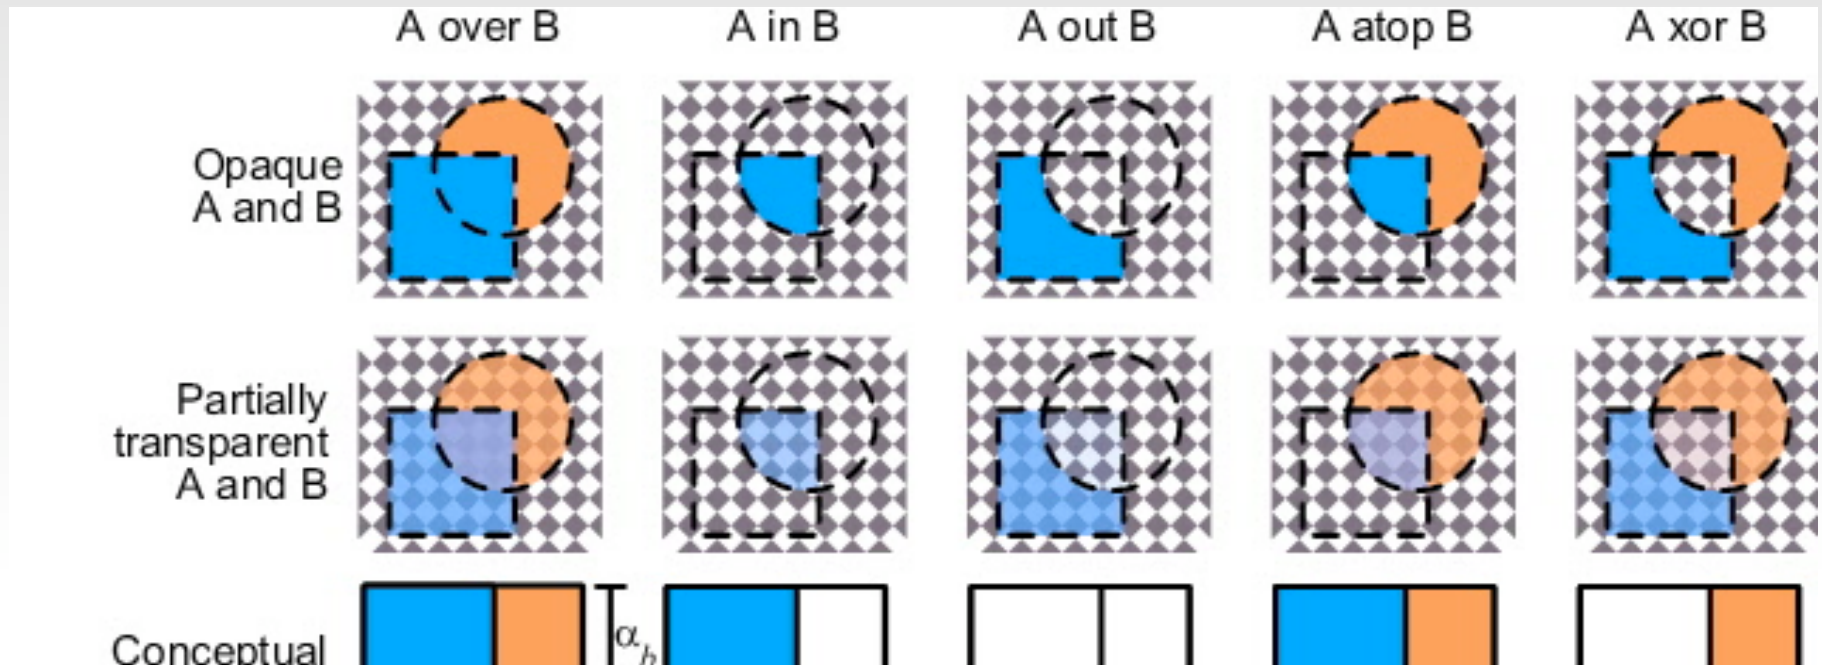 A over B
A in B
A out B
A atop B
A xor B
Opaque
A and B
Partially
transparent
A and B
Conceptual
αb